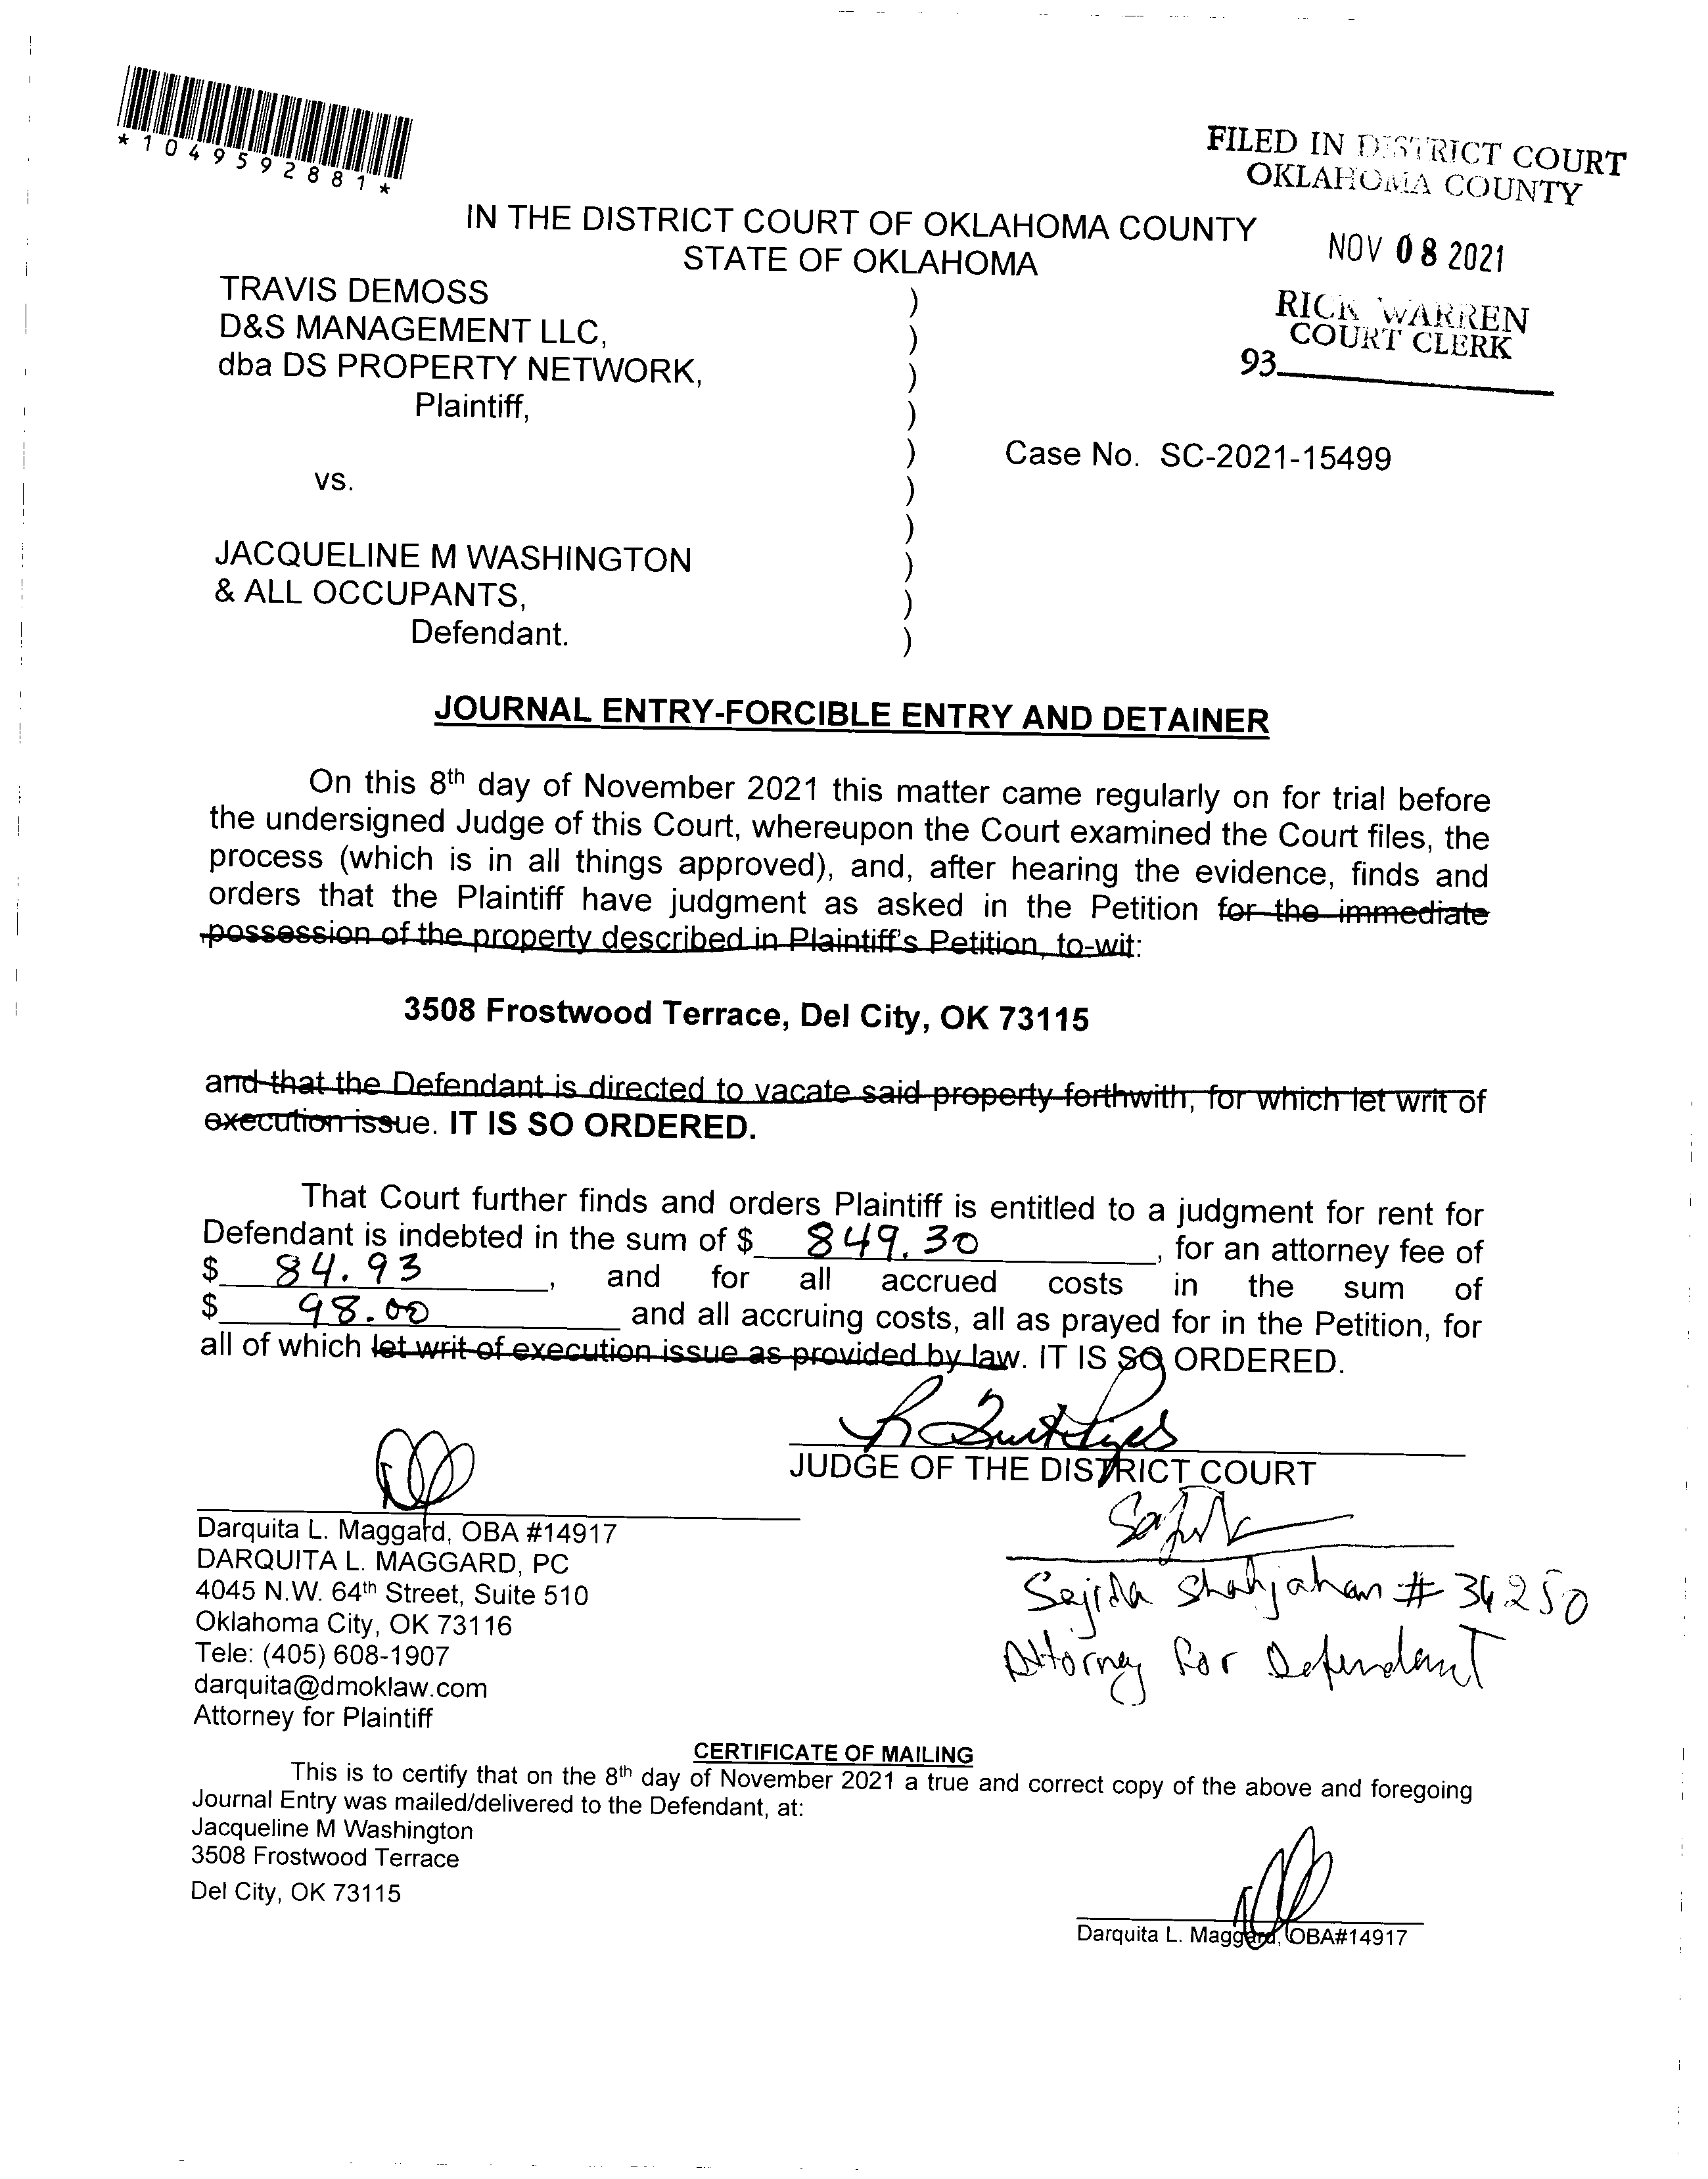 *1049592881*
FILED IN DISTRICT COURT
OKLAHOMA COUNTY
IN THE DISTRICT COURT OF OKLAHOMA COUNTY
STATE OF OKLAHOMA
NOV 08 2021
RICK WARREN
COURT CLERK
93
TRAVIS DEMOSS )
D&S MANAGEMENT LLC, )
dba DS PROPERTY NETWORK, )
Plaintiff, )
) Case No. SC-2021-15499
vs. )
)
JACQUELINE M WASHINGTON )
& ALL OCCUPANTS, )
Defendant. )
JOURNAL ENTRY-FORCIBLE ENTRY AND DETAINER
On this 8th day of November 2021 this matter came regularly on for trial before
the undersigned Judge of this Court, whereupon the Court examined the Court files, the
process (which is in all things approved), and, after hearing the evidence, finds and
orders that the Plaintiff have judgment as asked in the Petition for the immediate
possession of the property described in Plaintiff's Petition, to-wit:
3508 Frostwood Terrace, Del City, OK 73115
and that the Defendant is directed to vacate said property forthwith, for which let writ of
execution issue. IT IS SO ORDERED.
That Court further finds and orders Plaintiff is entitled to a judgment for rent for
Defendant is indebted in the sum of $ 849.30, for an attorney fee of
$ 84.93, and for all accrued costs in the sum of
$ 98.00 and all accruing costs, all as prayed for in the Petition, for
all of which let writ of execution issue as provided by law. IT IS SO ORDERED.
JUDGE OF THE DISTRICT COURT
Darquita L. Maggard, OBA #14917
DARQUITA L. MAGGARD, PC
4045 N.W. 64th Street, Suite 510
Oklahoma City, OK 73116
Tele: (405) 608-1907
darquita@dmoklaw.com
Attorney for Plaintiff
Sajida Shahjahan # 34250
Attorney for Defendant
CERTIFICATE OF MAILING
This is to certify that on the 8th day of November 2021 a true and correct copy of the above and foregoing
Journal Entry was mailed/delivered to the Defendant, at:
Jacqueline M Washington
3508 Frostwood Terrace
Del City, OK 73115
Darquita L. Maggard, OBA#14917